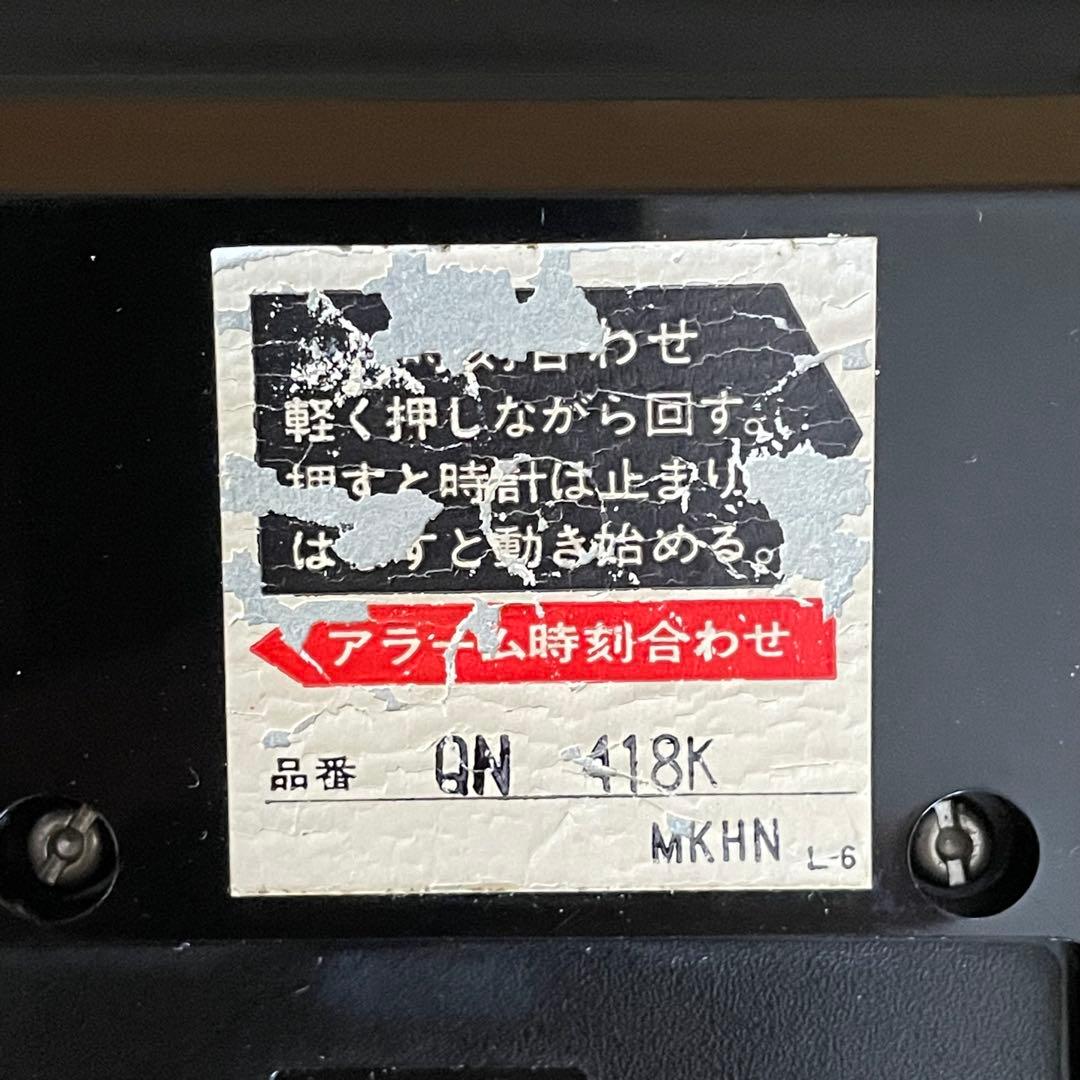 時刻合わせ
軽く押しながら回す。
押すと時計は止まり
は すと動き始める。
アラーム時刻合わせ
品番 QN 418K
MKHN L-6